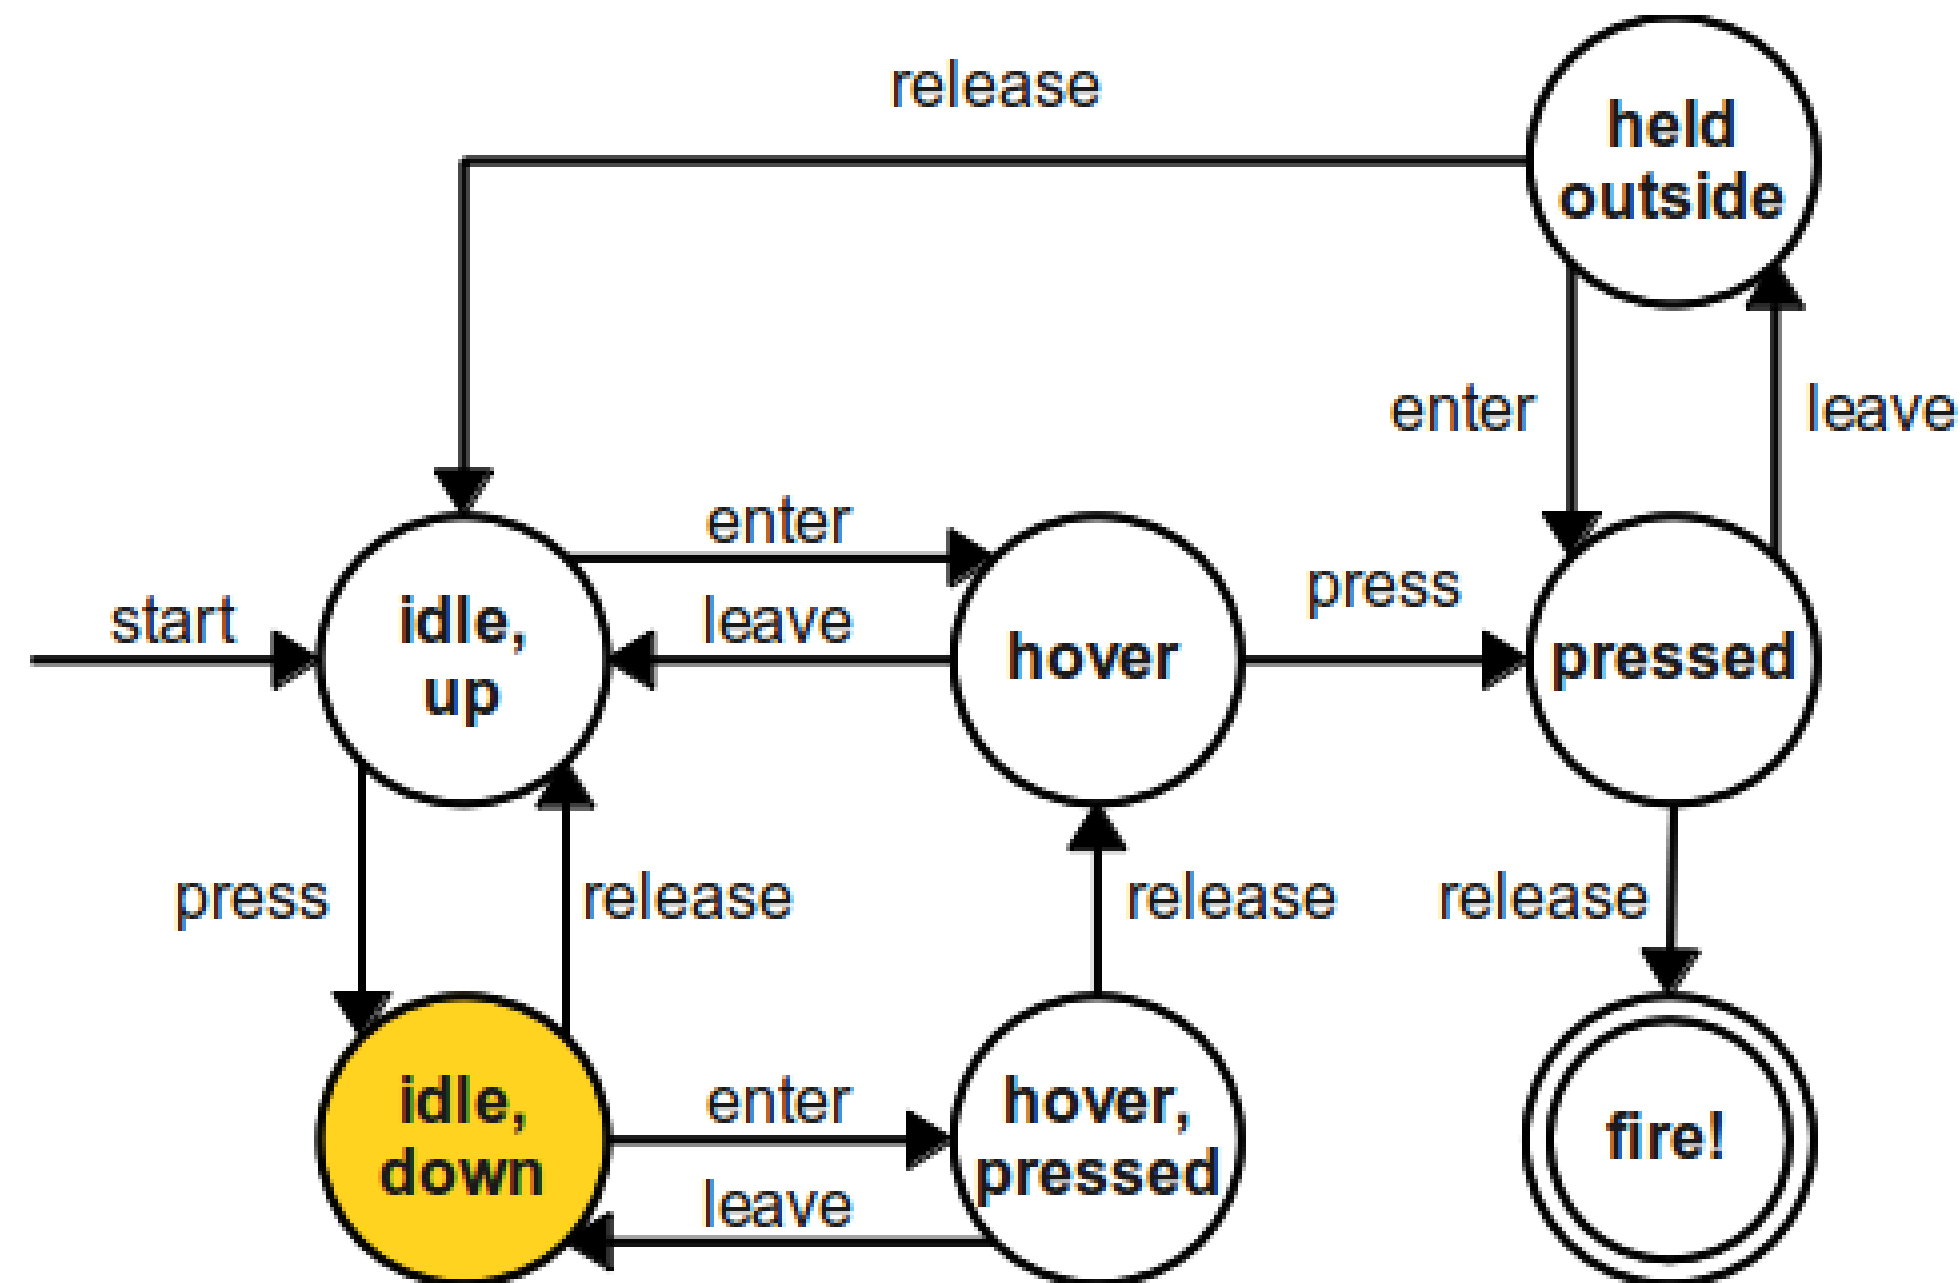 release
held
outside
enter
leave
enter
press
start
idle,
up
leave
hover
pressed
press
release
release
release
idle,
down
enter
hover,
pressed
leave
fire!